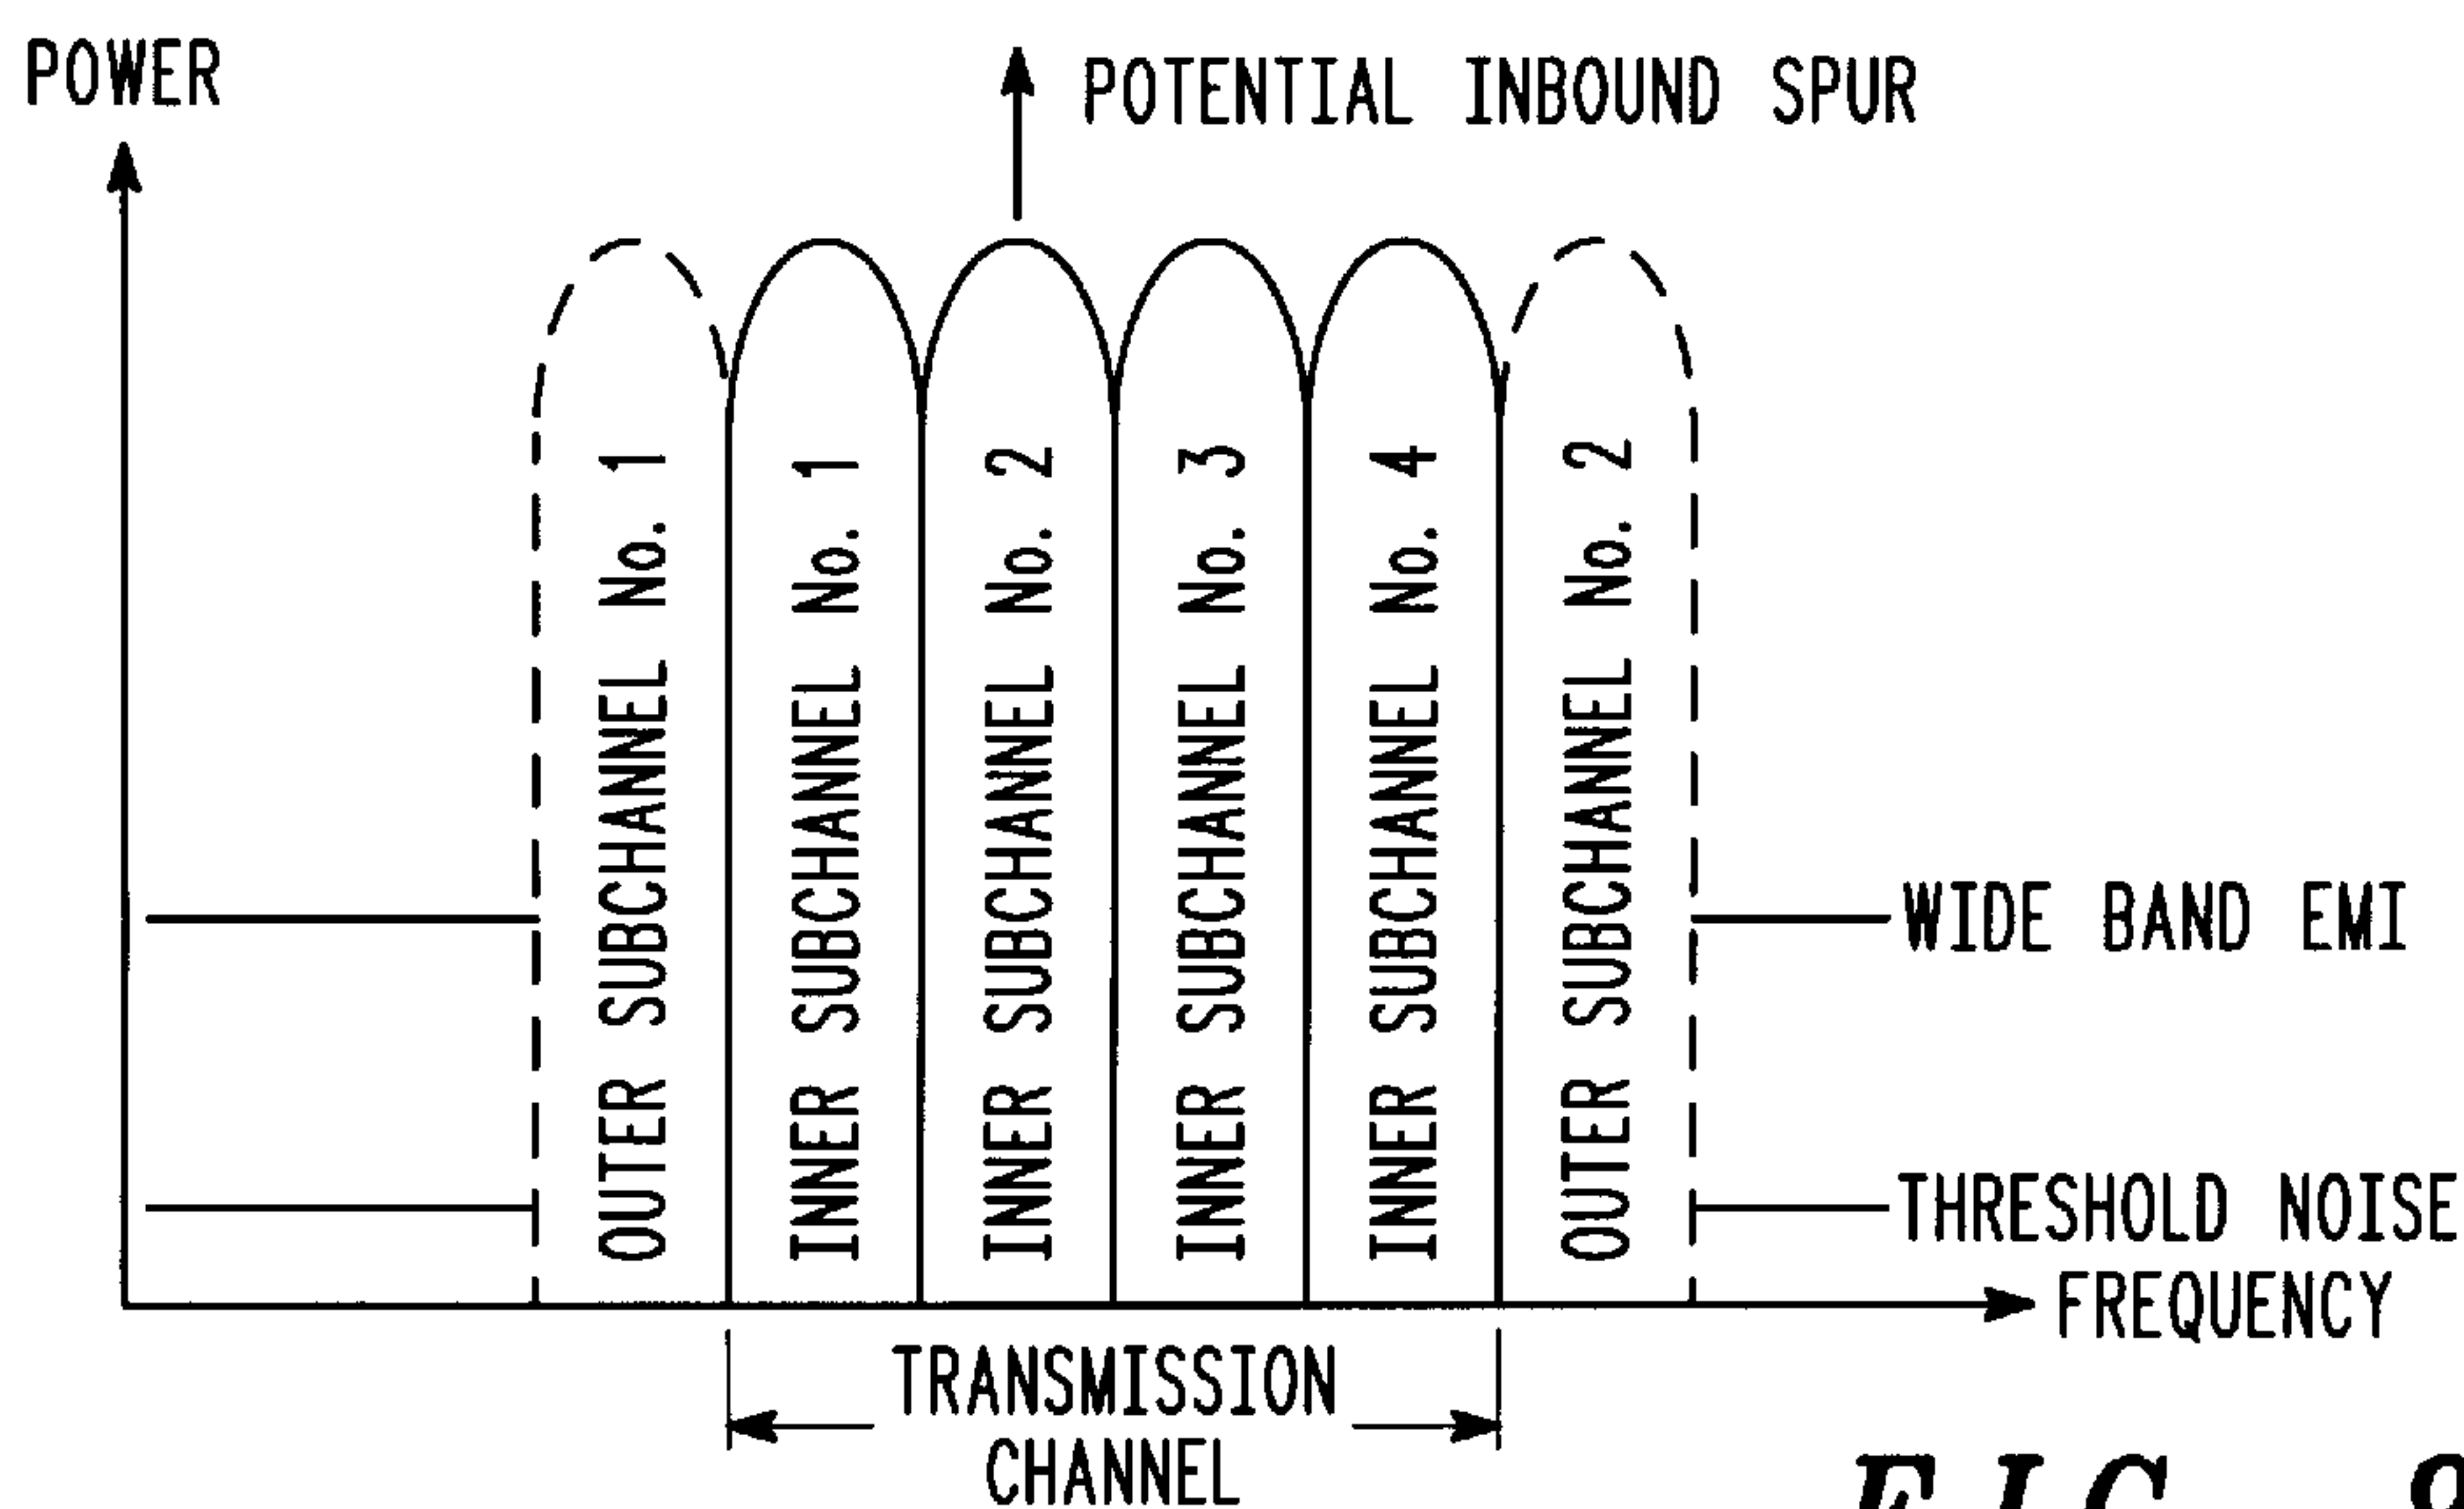 POWER
POTENTIAL INBOUND SPUR
OUTER SUBCHANNEL No. 1
INNER SUBCHANNEL No. 1
INNER SUBCHANNEL No. 2
INNER SUBCHANNEL No. 3
INNER SUBCHANNEL No. 4
OUTER SUBCHANNEL No. 2
WIDE BAND EMI
THRESHOLD NOISE
FREQUENCY
TRANSMISSION
CHANNEL
FIG.